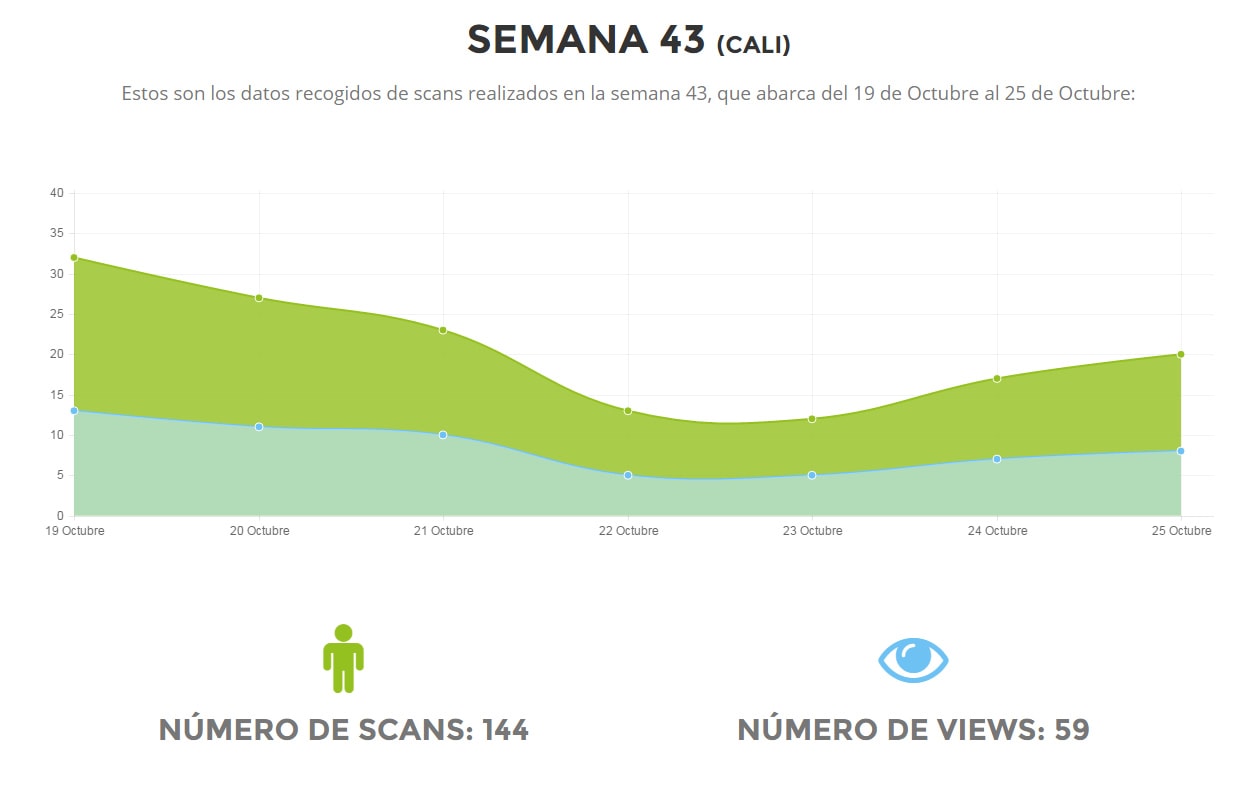 SEMANA 43 (CALI)
Estos son los datos recogidos de scans realizados en la semana 43, que abarca del 19 de Octubre al 25 de Octubre:
40
35
30
25
20
15
10
5
0
19 Octubre 20 Octubre 21 Octubre 22 Octubre 23 Octubre 24 Octubre 25 Octubre
NÚMERO DE SCANS: 144
NÚMERO DE VIEWS: 59